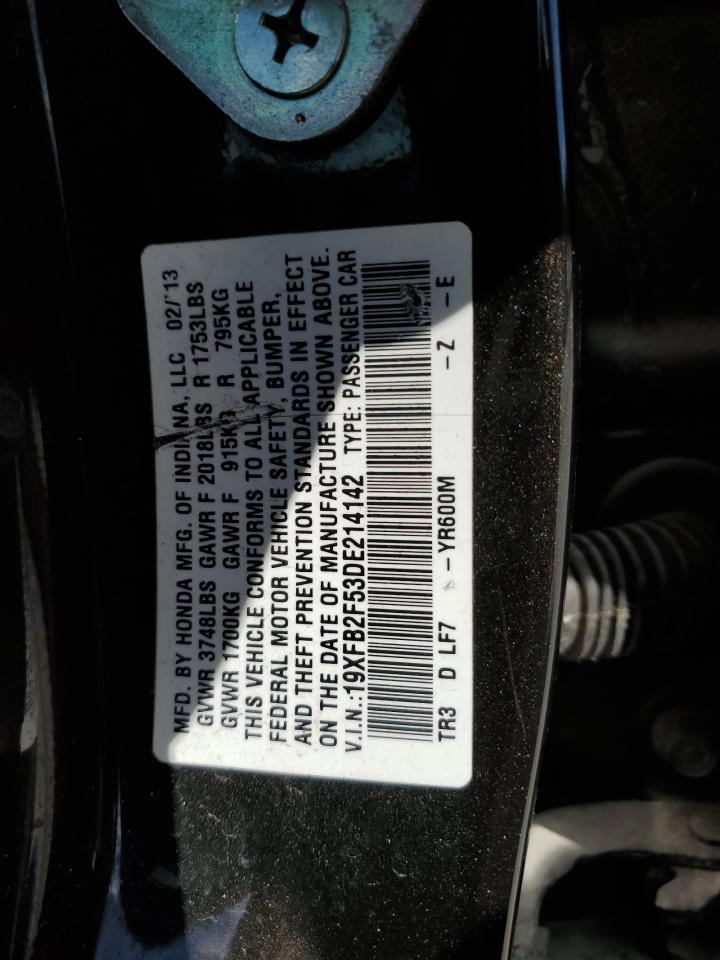 MFD. BY HONDA MFG. OF INDIANA, LLC 02/'13
GVWR 3748LBS GAWR F 2018LBS R 1753LBS
GVWR 1700KG GAWR F 915KG R 795KG
THIS VEHICLE CONFORMS TO ALL APPLICABLE
FEDERAL MOTOR VEHICLE SAFETY, BUMPER,
AND THEFT PREVENTION STANDARDS IN EFFECT
ON THE DATE OF MANUFACTURE SHOWN ABOVE.
V.I.N.:19XFB2F53DE214142 TYPE: PASSENGER CAR
TR3 D LF7 -YR600M -Z -E